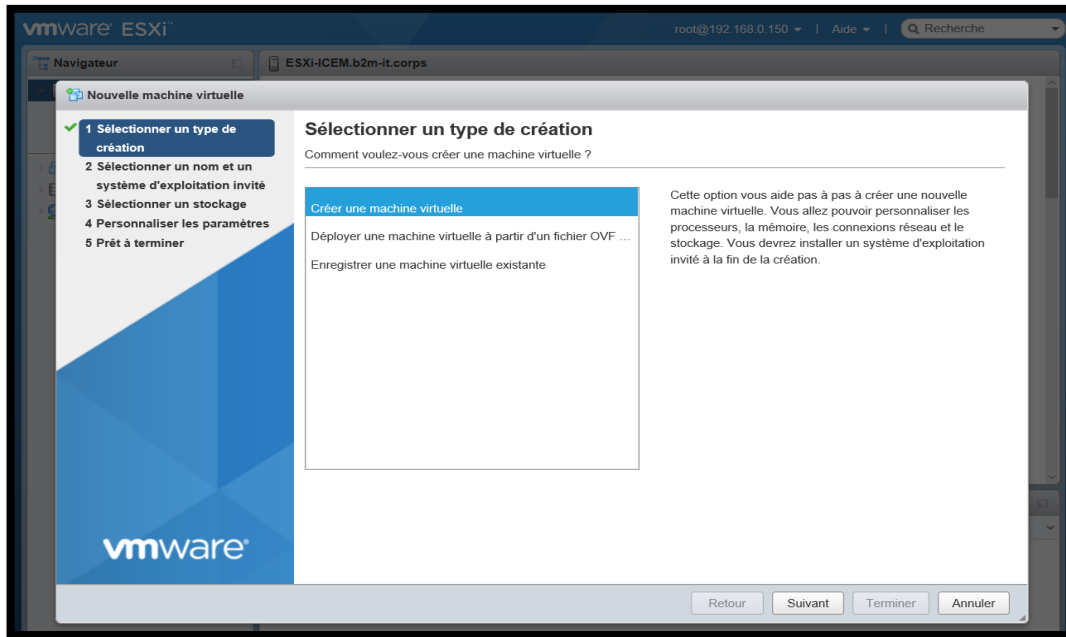 vmware ESXi™
root@192.168.0.150 | Aide | Recherche
Navigateur
ESXi-ICEM.b2m-it.corps
Nouvelle machine virtuelle
1 Sélectionner un type de
création
2 Sélectionner un nom et un
système d'exploitation invité
3 Sélectionner un stockage
4 Personnaliser les paramètres
5 Prêt à terminer
vmware®
Sélectionner un type de création
Comment voulez-vous créer une machine virtuelle ?
Créer une machine virtuelle
Déployer une machine virtuelle à partir d'un fichier OVF ...
Enregistrer une machine virtuelle existante
Cette option vous aide pas à pas à créer une nouvelle
machine virtuelle. Vous allez pouvoir personnaliser les
processeurs, la mémoire, les connexions réseau et le
stockage. Vous devrez installer un système d'exploitation
invité à la fin de la création.
Retour
Suivant
Terminer
Annuler